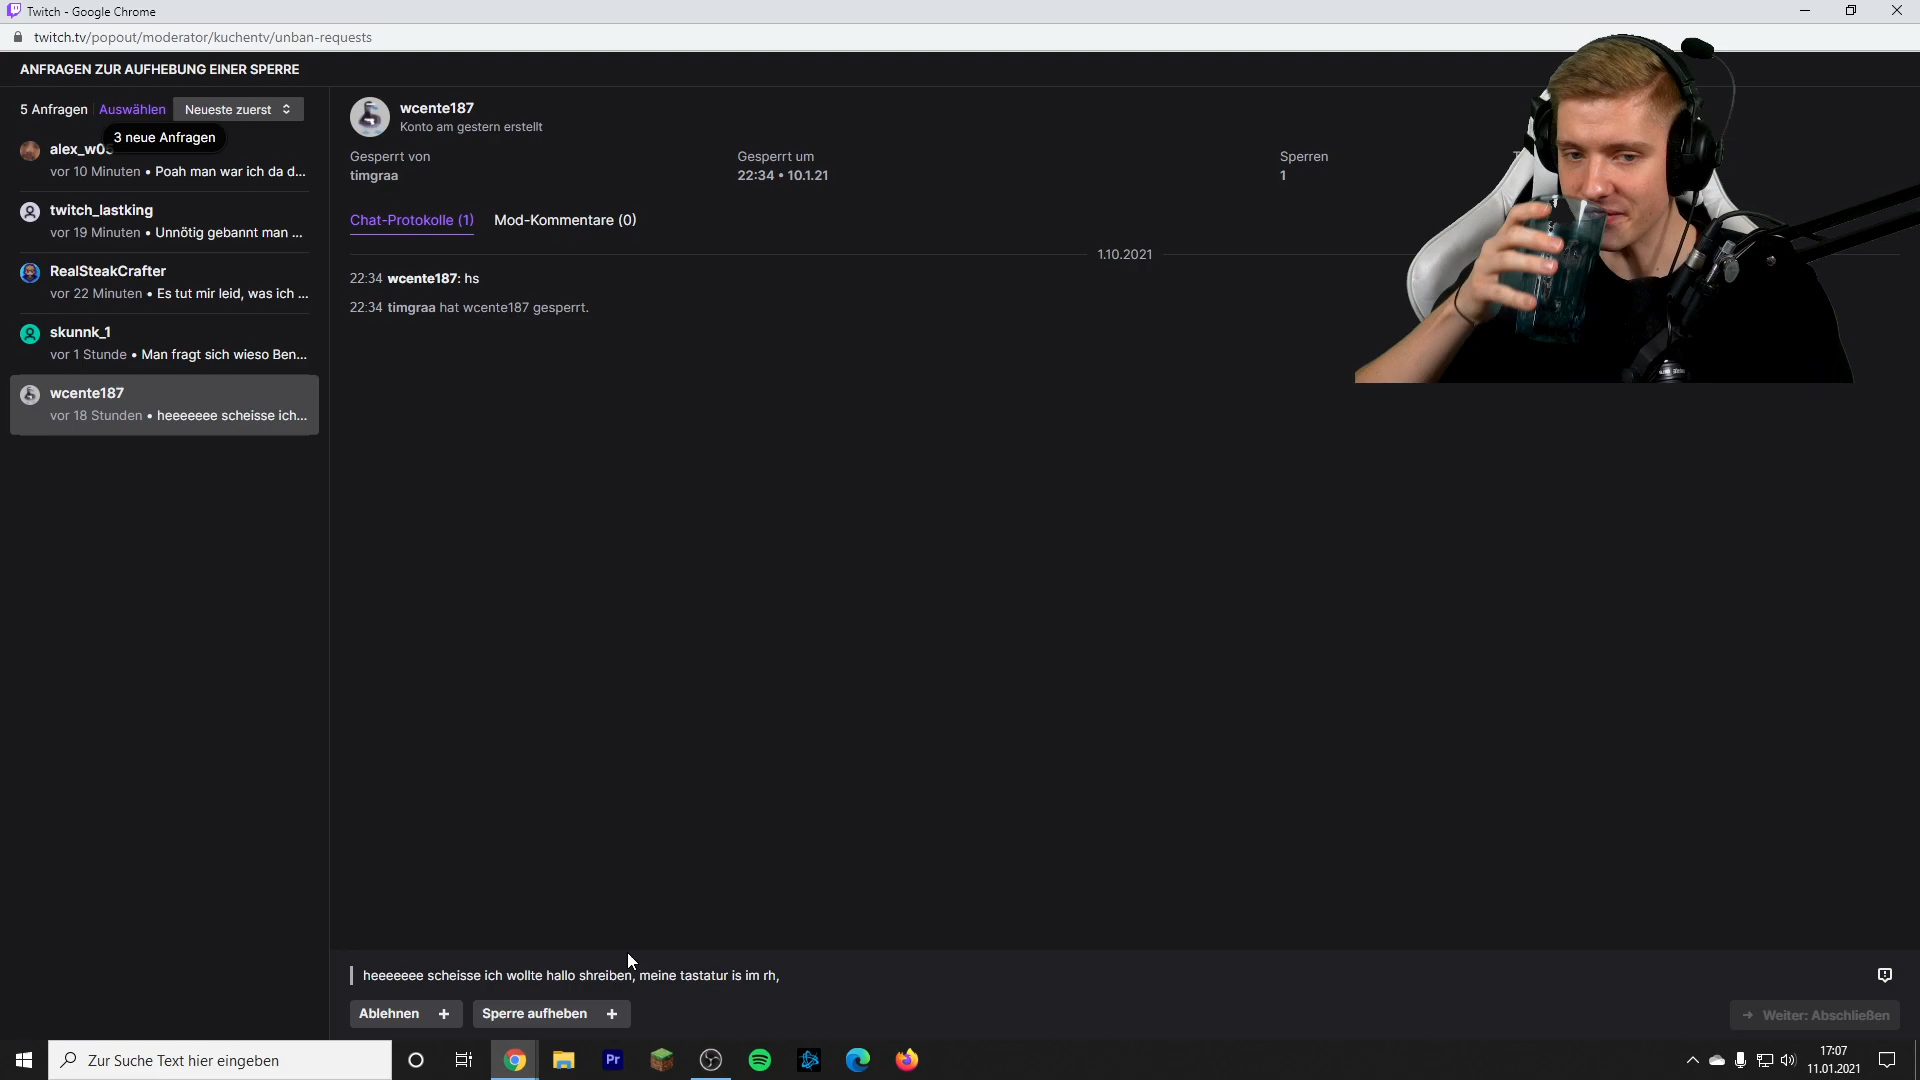 Twitch - Google Chrome
twitch.tv/popout/moderator/kuchentv/unban-requests
ANFRAGEN ZUR AUFHEBUNG EINER SPERRE
5 Anfragen Auswählen Neueste zuerst
3 neue Anfragen
alex_w05
vor 10 Minuten • Poah man war ich da d...
twitch_lastking
vor 19 Minuten • Unnötig gebannt man ...
RealSteakCrafter
vor 22 Minuten • Es tut mir leid, was ich ...
skunnk_1
vor 1 Stunde • Man fragt sich wieso Ben...
wcente187
vor 18 Stunden • heeeeeee scheisse ich...
wcente187
Konto am gestern erstellt
Gesperrt von
timgraa
Gesperrt um
22:34 • 10.1.21
Sperren
1
Chat-Protokolle (1) Mod-Kommentare (0)
1.10.2021
22:34 wcente187: hs
22:34 timgraa hat wcente187 gesperrt.
heeeeeee scheisse ich wollte hallo shreiben, meine tastatur is im rh,
Ablehnen + Sperre aufheben +
Weiter: Abschließen
Zur Suche Text hier eingeben
Pr
17:07
11.01.2021